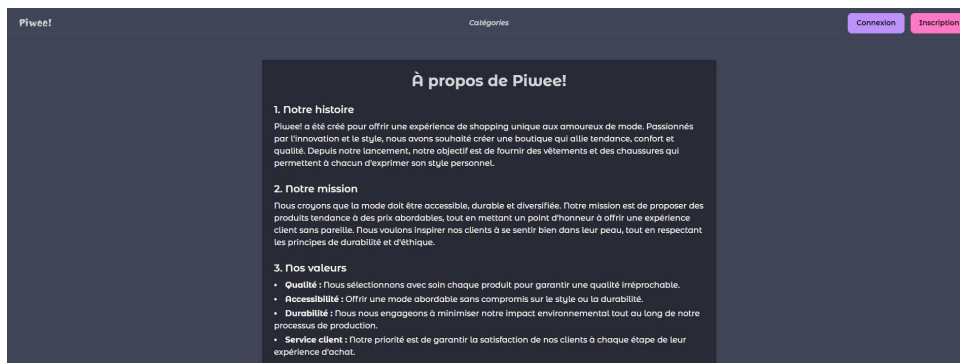 Piwee!
Catégories
Connexion
Inscription
À propos de Piwee!
1. Notre histoire
Piwee! a été créé pour offrir une expérience de shopping unique aux amoureux de mode. Passionnés
par l'innovation et le style, nous avons souhaité créer une boutique qui allie tendance, confort et
qualité. Depuis notre lancement, notre objectif est de fournir des vêtements et des chaussures qui
permettent à chacun d'exprimer son style personnel.
2. Notre mission
Nous croyons que la mode doit être accessible, durable et diversifiée. Notre mission est de proposer des
produits tendance à des prix abordables, tout en mettant un point d'honneur à offrir une expérience
client sans pareille. Nous voulons inspirer nos clients à se sentir bien dans leur peau, tout en respectant
les principes de durabilité et d'éthique.
3. Nos valeurs
• Qualité : Nous sélectionnons avec soin chaque produit pour garantir une qualité irréprochable.
• Accessibilité : Offrir une mode abordable sans compromis sur le style ou la durabilité.
• Durabilité : Nous nous engageons à minimiser notre impact environnemental tout au long de notre
processus de production.
• Service client : Notre priorité est de garantir la satisfaction de nos clients à chaque étape de leur
expérience d'achat.